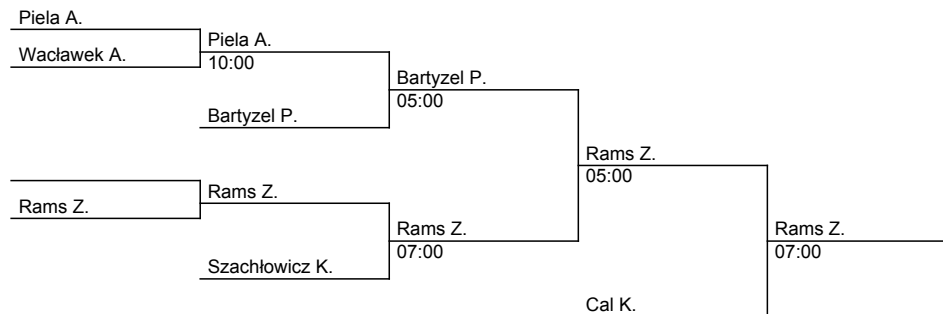 Piela A.
Wacławek A.
Piela A.
10:00
Bartyzel P.
Bartyzel P.
05:00
Rams Z.
Rams Z.
Szachłowicz K.
Rams Z.
07:00
Rams Z.
05:00
Cal K.
Rams Z.
07:00